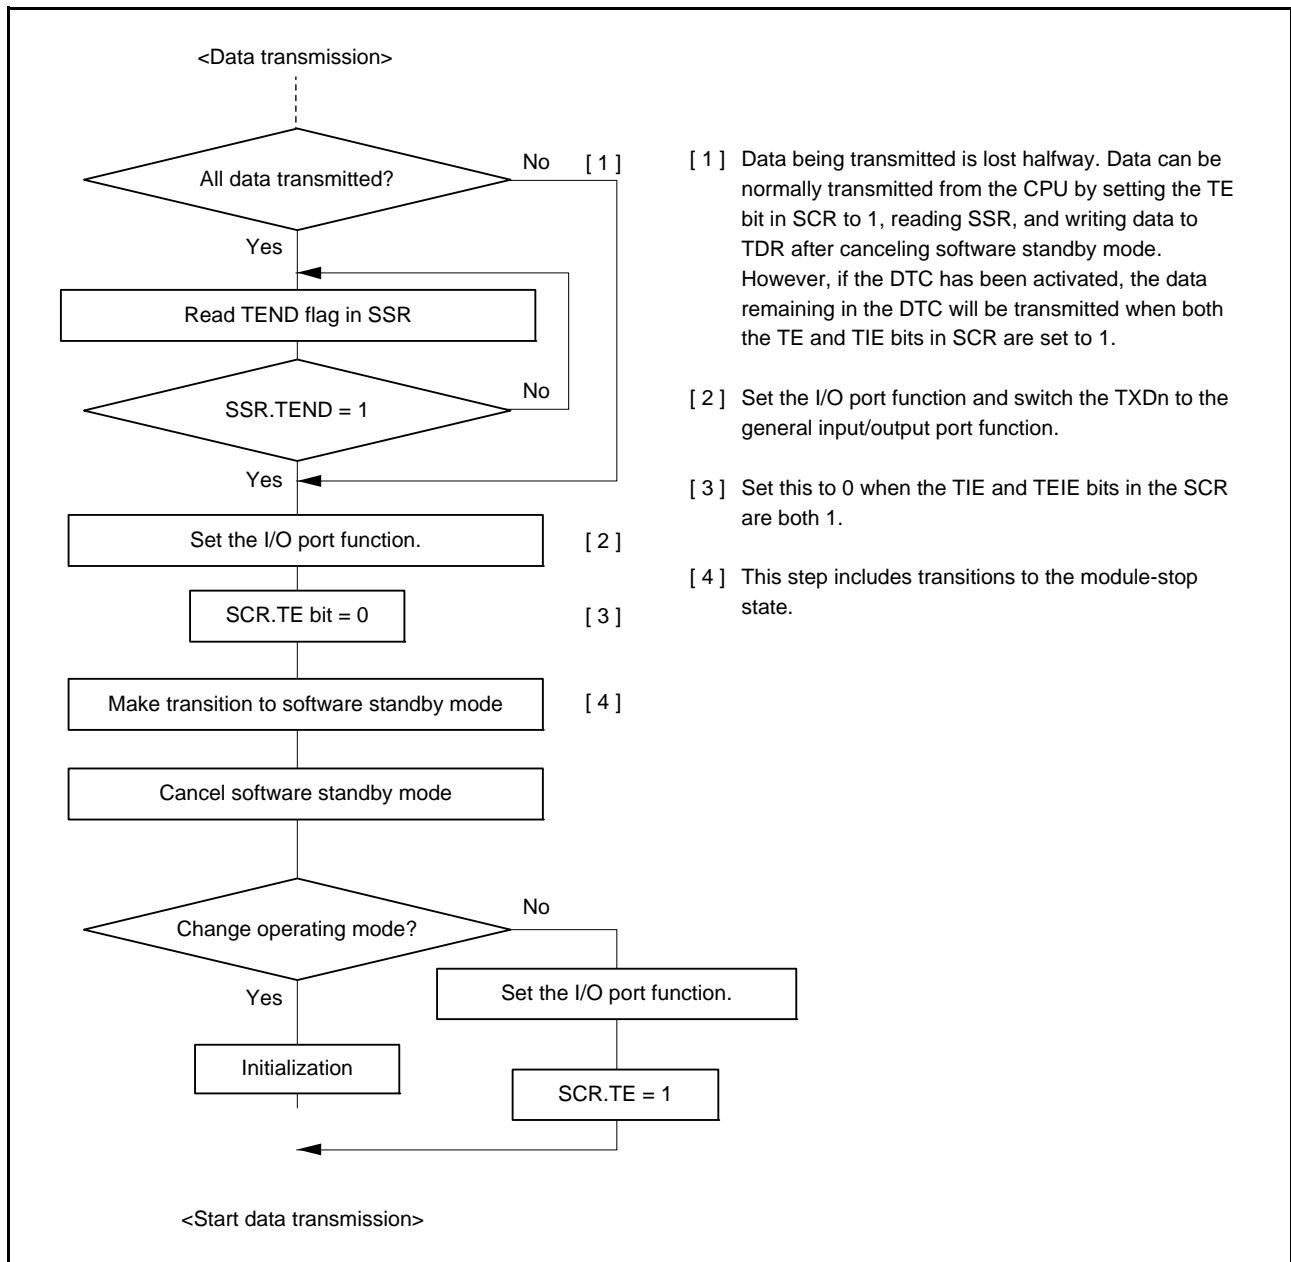 <Data transmission>
All data transmitted?
No [ 1 ]
Yes
Read TEND flag in SSR
No
SSR.TEND = 1
Yes
Set the I/O port function. [ 2 ]
SCR.TE bit = 0 [ 3 ]
Make transition to software standby mode [ 4 ]
Cancel software standby mode
Change operating mode?
No
Yes
Set the I/O port function.
Initialization
SCR.TE = 1
<Start data transmission>
[ 1 ] Data being transmitted is lost halfway. Data can be
normally transmitted from the CPU by setting the TE
bit in SCR to 1, reading SSR, and writing data to
TDR after canceling software standby mode.
However, if the DTC has been activated, the data
remaining in the DTC will be transmitted when both
the TE and TIE bits in SCR are set to 1.
[ 2 ] Set the I/O port function and switch the TXDn to the
general input/output port function.
[ 3 ] Set this to 0 when the TIE and TEIE bits in the SCR
are both 1.
[ 4 ] This step includes transitions to the module-stop
state.